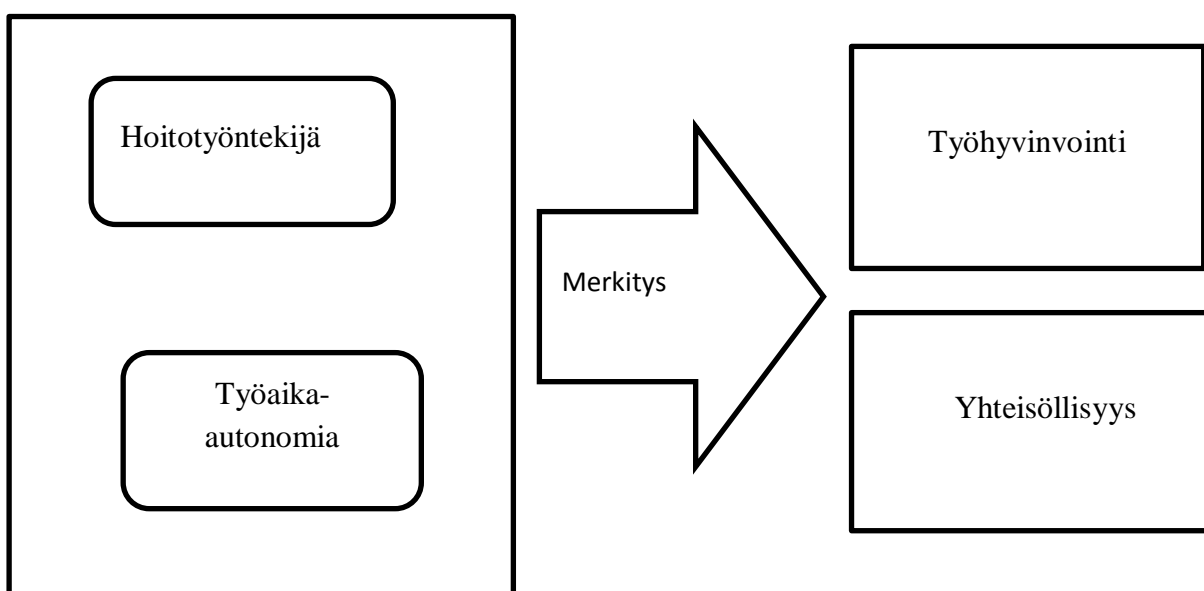 Hoitotyöntekijä
Työaika-
autonomia
Merkitys
Työhyvinvointi
Yhteisöllisyys